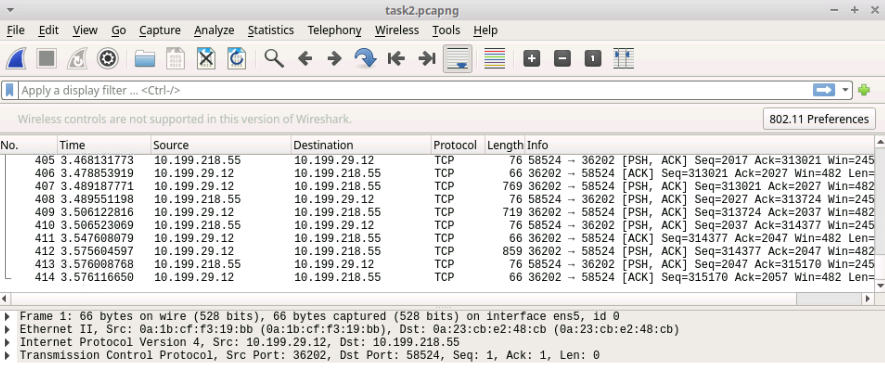 task2.pcapng
File Edit View Go Capture Analyze Statistics Telephony Wireless Tools Help
Apply a display filter ... <Ctrl-/>
Wireless controls are not supported in this version of Wireshark. 802.11 Preferences
No. Time Source Destination Protocol Length Info
405 3.468131773 10.199.218.55 10.199.29.12 TCP 76 58524 → 36202 [PSH, ACK] Seq=2017 Ack=313021 Win=245
406 3.478853919 10.199.29.12 10.199.218.55 TCP 66 36202 → 58524 [ACK] Seq=313021 Ack=2027 Win=482 Len=
407 3.489187771 10.199.29.12 10.199.218.55 TCP 769 36202 → 58524 [PSH, ACK] Seq=313021 Ack=2027 Win=482
408 3.489551198 10.199.218.55 10.199.29.12 TCP 76 58524 → 36202 [PSH, ACK] Seq=2027 Ack=313724 Win=245
409 3.506122816 10.199.29.12 10.199.218.55 TCP 719 36202 → 58524 [PSH, ACK] Seq=313724 Ack=2037 Win=482
410 3.506523069 10.199.218.55 10.199.29.12 TCP 76 58524 → 36202 [PSH, ACK] Seq=2037 Ack=314377 Win=245
411 3.547608079 10.199.29.12 10.199.218.55 TCP 66 36202 → 58524 [ACK] Seq=314377 Ack=2047 Win=482 Len=
412 3.575604597 10.199.29.12 10.199.218.55 TCP 859 36202 → 58524 [PSH, ACK] Seq=314377 Ack=2047 Win=482
413 3.576008768 10.199.218.55 10.199.29.12 TCP 76 58524 → 36202 [PSH, ACK] Seq=2047 Ack=315170 Win=245
414 3.576116650 10.199.29.12 10.199.218.55 TCP 66 36202 → 58524 [ACK] Seq=315170 Ack=2057 Win=482 Len=
Frame 1: 66 bytes on wire (528 bits), 66 bytes captured (528 bits) on interface ens5, id 0
Ethernet II, Src: 0a:1b:cf:f3:19:bb (0a:1b:cf:f3:19:bb), Dst: 0a:23:cb:e2:48:cb (0a:23:cb:e2:48:cb)
Internet Protocol Version 4, Src: 10.199.29.12, Dst: 10.199.218.55
Transmission Control Protocol, Src Port: 36202, Dst Port: 58524, Seq: 1, Ack: 1, Len: 0